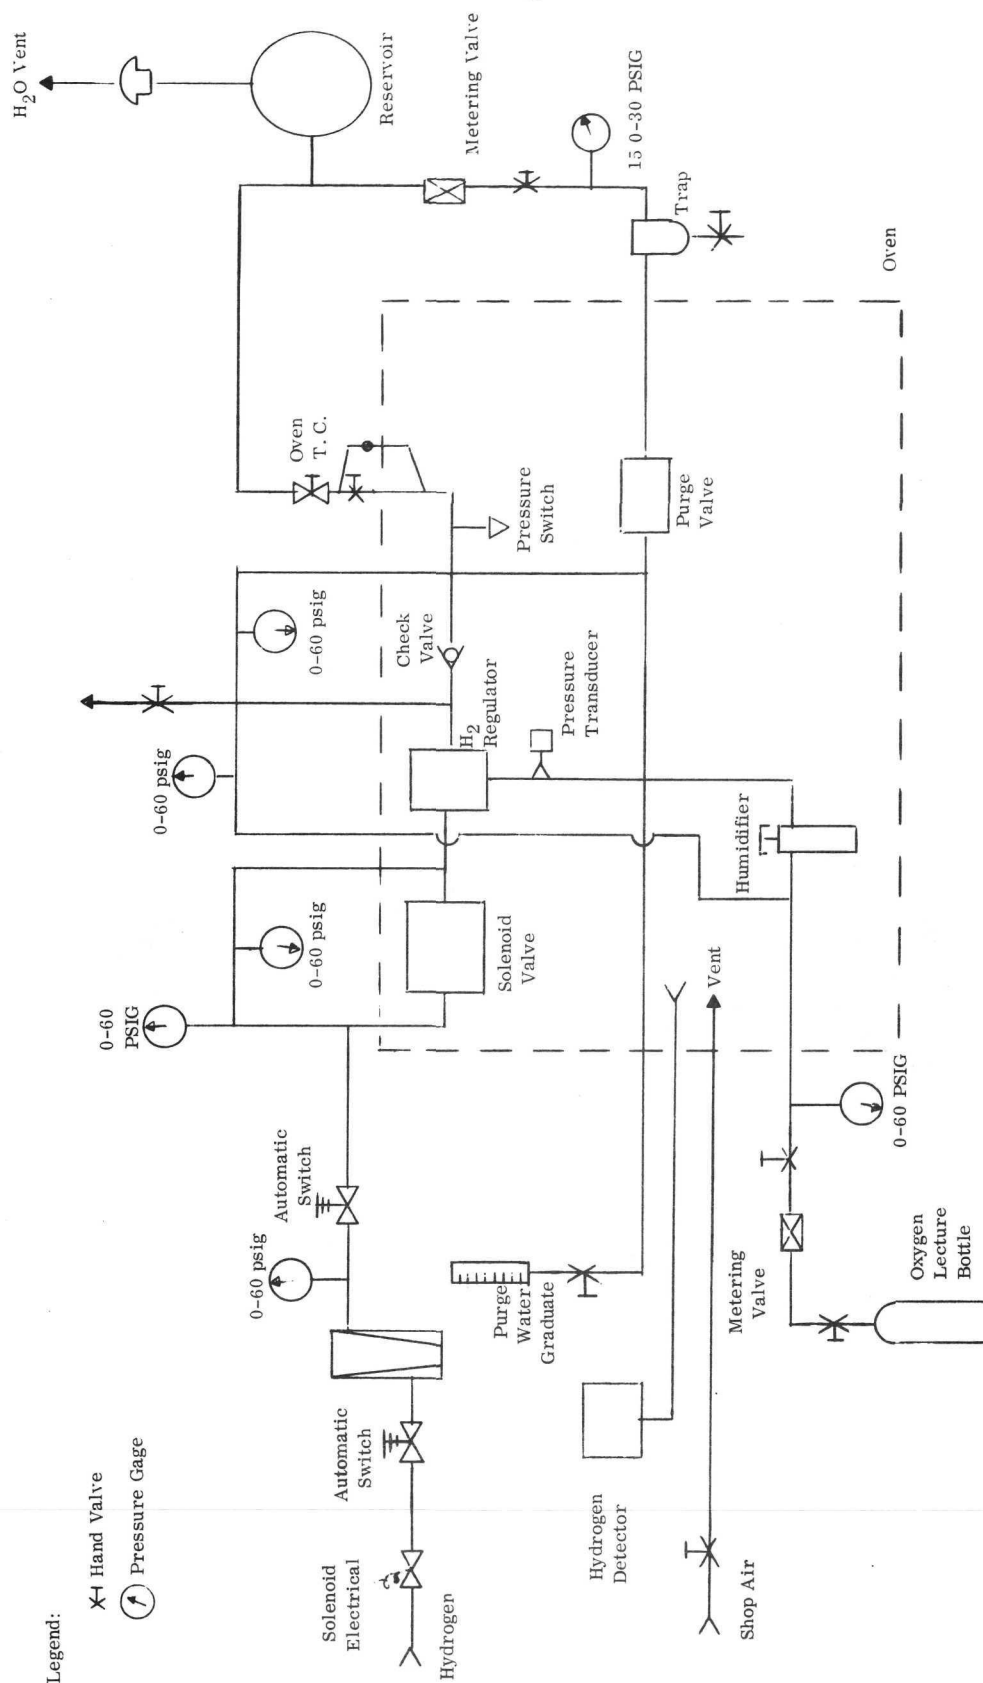 Legend:
Hand Valve
Pressure Gage
Solenoid
Electrical
Hydrogen
Automatic
Switch
0-60 psig
Automatic
Switch
0-60
PSIG
0-60 psig
Solenoid
Valve
0-60 psig
0-60 psig
H2
Regulator
Check
Valve
Pressure
Transducer
Pressure
Switch
Oven
T. C.
H2O Vent
Reservoir
Metering Valve
15 0-30 PSIG
Trap
Oven
Purge
Valve
Humidifier
Vent
Purge
Water
Graduate
Hydrogen
Detector
Shop Air
Metering
Valve
0-60 PSIG
Oxygen
Lecture
Bottle